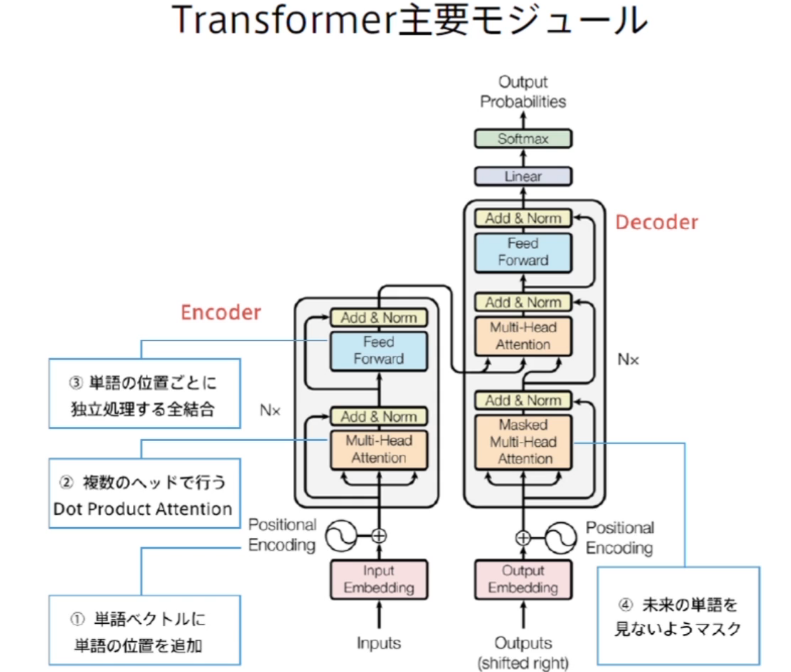 Transformer主要モジュール
Output
Probabilities
Softmax
Linear
Add & Norm
Feed
Forward
Add & Norm
Multi-Head
Attention
Add & Norm
Masked
Multi-Head
Attention
Decoder
N×
Encoder
Add & Norm
Feed
Forward
Add & Norm
Multi-Head
Attention
N×
③ 単語の位置ごとに
独立処理する全結合
② 複数のヘッドで行う
Dot Product Attention
Positional
Encoding
Positional
Encoding
Input
Embedding
Output
Embedding
① 単語ベクトルに
単語の位置を追加
④ 未来の単語を
見ないようマスク
Inputs
Outputs
(shifted right)